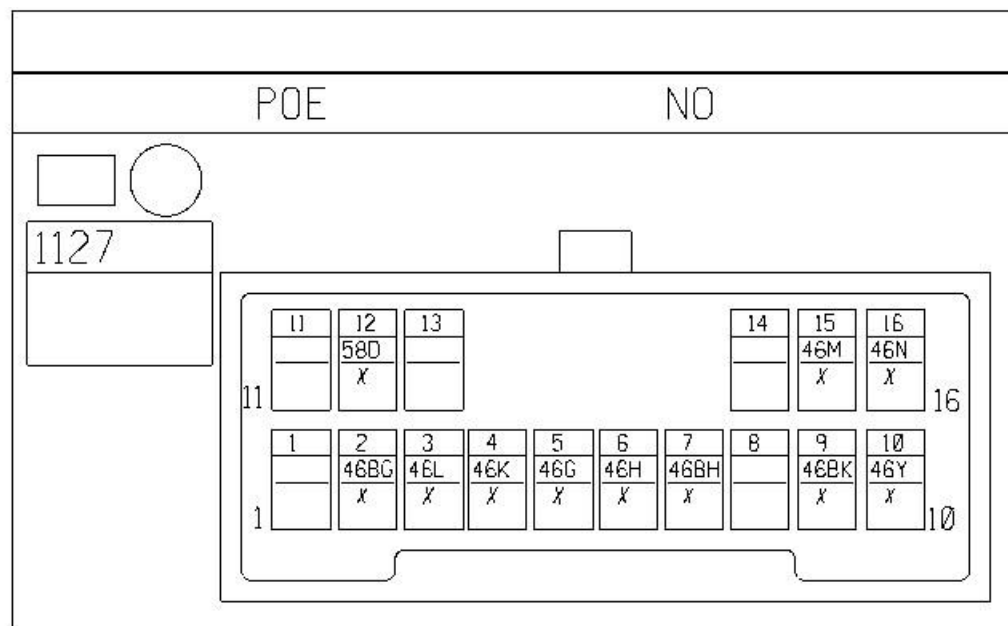 POE NO
1127
11 12 13 14 15 16
58D 46M 46N
X X X
11 16
1 2 3 4 5 6 7 8 9 10
46BG 46L 46K 46G 46H 46BH 46BK 46Y
X X X X X X X X
1 10